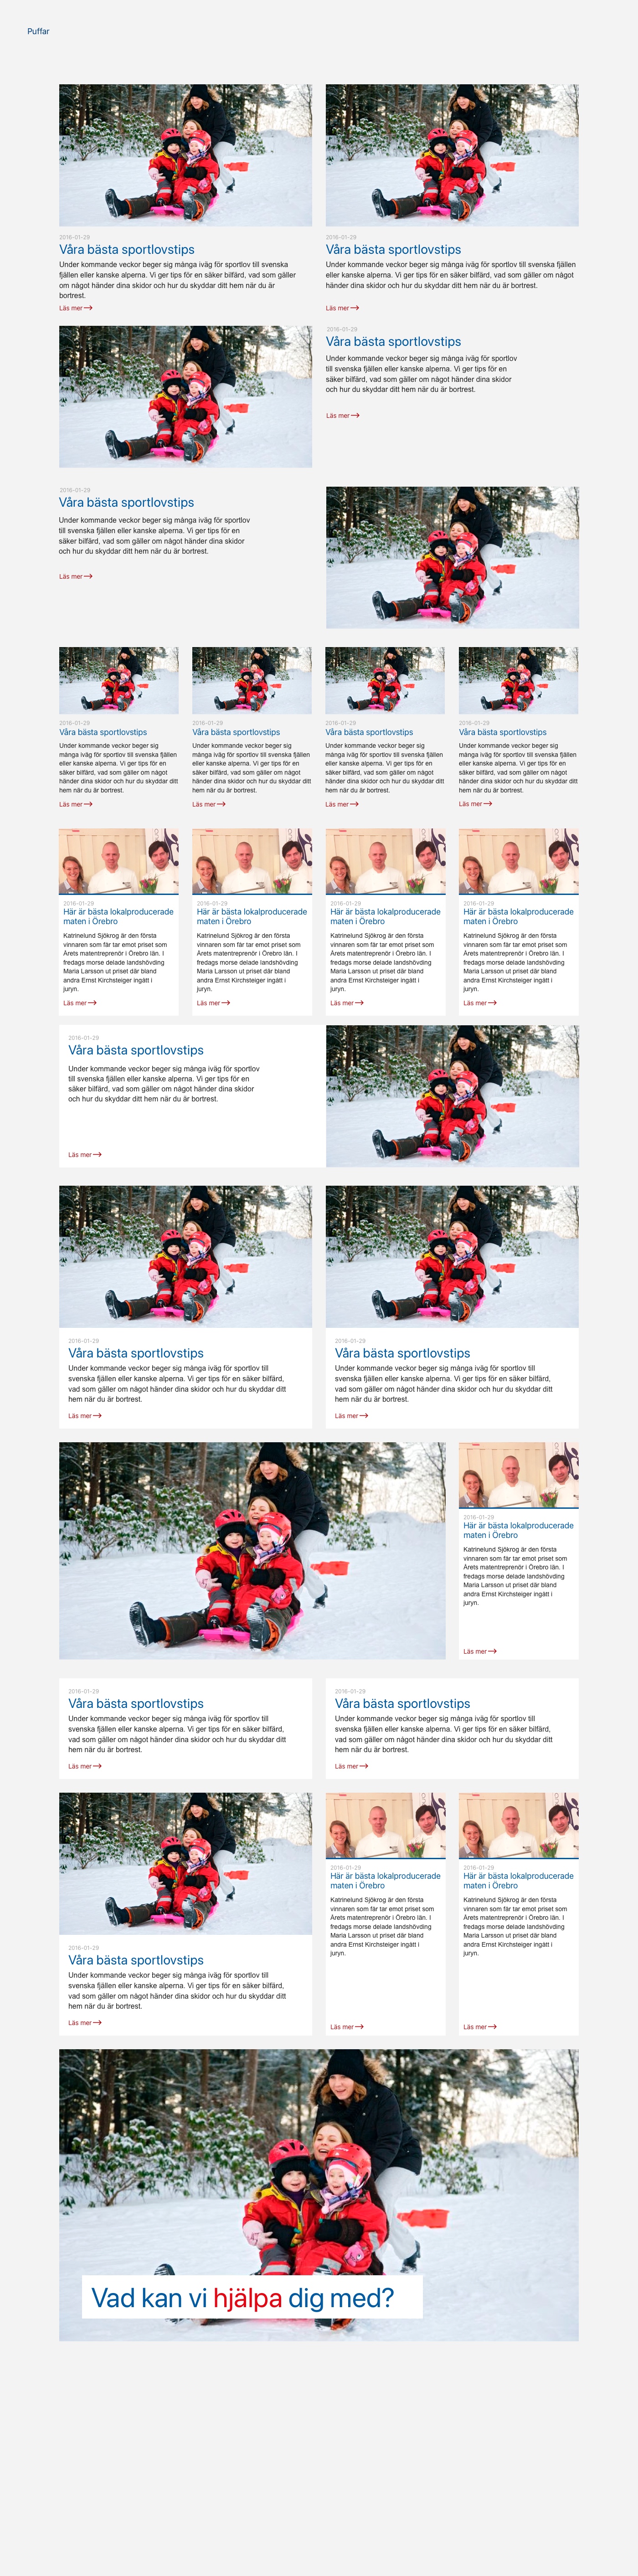 Puffar
2016-01-29
Våra bästa sportlovstips
Under kommande veckor beger sig många iväg för sportlov till svenska
fjällen eller kanske alperna. Vi ger tips för en säker bilfärd, vad som gäller
om något händer dina skidor och hur du skyddar ditt hem när du är
bortrest.
Läs mer
2016-01-29
Våra bästa sportlovstips
Under kommande veckor beger sig många iväg för sportlov till svenska fjällen
eller kanske alperna. Vi ger tips för en säker bilfärd, vad som gäller om något
händer dina skidor och hur du skyddar ditt hem när du är bortrest.
Läs mer
2016-01-29
Våra bästa sportlovstips
Under kommande veckor beger sig många iväg för sportlov
till svenska fjällen eller kanske alperna. Vi ger tips för en
säker bilfärd, vad som gäller om något händer dina skidor
och hur du skyddar ditt hem när du är bortrest.
Läs mer
2016-01-29
Våra bästa sportlovstips
Under kommande veckor beger sig många iväg för sportlov
till svenska fjällen eller kanske alperna. Vi ger tips för en
säker bilfärd, vad som gäller om något händer dina skidor
och hur du skyddar ditt hem när du är bortrest.
Läs mer
2016-01-29
Våra bästa sportlovstips
Under kommande veckor beger sig
många iväg för sportlov till svenska fjällen
eller kanske alperna. Vi ger tips för en
säker bilfärd, vad som gäller om något
händer dina skidor och hur du skyddar ditt
hem när du är bortrest.
Läs mer
2016-01-29
Våra bästa sportlovstips
Under kommande veckor beger sig
många iväg för sportlov till svenska fjällen
eller kanske alperna. Vi ger tips för en
säker bilfärd, vad som gäller om något
händer dina skidor och hur du skyddar ditt
hem när du är bortrest.
Läs mer
2016-01-29
Våra bästa sportlovstips
Under kommande veckor beger sig
många iväg för sportlov till svenska fjällen
eller kanske alperna. Vi ger tips för en
säker bilfärd, vad som gäller om något
händer dina skidor och hur du skyddar ditt
hem när du är bortrest.
Läs mer
2016-01-29
Våra bästa sportlovstips
Under kommande veckor beger sig
många iväg för sportlov till svenska fjällen
eller kanske alperna. Vi ger tips för en
säker bilfärd, vad som gäller om något
händer dina skidor och hur du skyddar ditt
hem när du är bortrest.
Läs mer
2016-01-29
Här är bästa lokalproducerade
maten i Örebro
Katrinelund Sjökrog är den första
vinnaren som får tar emot priset som
Årets matentreprenör i Örebro län. I
fredags morse delade landshövding
Maria Larsson ut priset där bland
andra Ernst Kirchsteiger ingått i
juryn.
Läs mer
2016-01-29
Här är bästa lokalproducerade
maten i Örebro
Katrinelund Sjökrog är den första
vinnaren som får tar emot priset som
Årets matentreprenör i Örebro län. I
fredags morse delade landshövding
Maria Larsson ut priset där bland
andra Ernst Kirchsteiger ingått i
juryn.
Läs mer
2016-01-29
Här är bästa lokalproducerade
maten i Örebro
Katrinelund Sjökrog är den första
vinnaren som får tar emot priset som
Årets matentreprenör i Örebro län. I
fredags morse delade landshövding
Maria Larsson ut priset där bland
andra Ernst Kirchsteiger ingått i
juryn.
Läs mer
2016-01-29
Här är bästa lokalproducerade
maten i Örebro
Katrinelund Sjökrog är den första
vinnaren som får tar emot priset som
Årets matentreprenör i Örebro län. I
fredags morse delade landshövding
Maria Larsson ut priset där bland
andra Ernst Kirchsteiger ingått i
juryn.
Läs mer
2016-01-29
Våra bästa sportlovstips
Under kommande veckor beger sig många iväg för sportlov
till svenska fjällen eller kanske alperna. Vi ger tips för en
säker bilfärd, vad som gäller om något händer dina skidor
och hur du skyddar ditt hem när du är bortrest.
Läs mer
2016-01-29
Våra bästa sportlovstips
Under kommande veckor beger sig många iväg för sportlov till
svenska fjällen eller kanske alperna. Vi ger tips för en säker bilfärd,
vad som gäller om något händer dina skidor och hur du skyddar ditt
hem när du är bortrest.
Läs mer
2016-01-29
Våra bästa sportlovstips
Under kommande veckor beger sig många iväg för sportlov till
svenska fjällen eller kanske alperna. Vi ger tips för en säker bilfärd,
vad som gäller om något händer dina skidor och hur du skyddar ditt
hem när du är bortrest.
Läs mer
2016-01-29
Här är bästa lokalproducerade
maten i Örebro
Katrinelund Sjökrog är den första
vinnaren som får tar emot priset som
Årets matentreprenör i Örebro län. I
fredags morse delade landshövding
Maria Larsson ut priset där bland
andra Ernst Kirchsteiger ingått i
juryn.
Läs mer
2016-01-29
Våra bästa sportlovstips
Under kommande veckor beger sig många iväg för sportlov till
svenska fjällen eller kanske alperna. Vi ger tips för en säker bilfärd,
vad som gäller om något händer dina skidor och hur du skyddar ditt
hem när du är bortrest.
Läs mer
2016-01-29
Våra bästa sportlovstips
Under kommande veckor beger sig många iväg för sportlov till
svenska fjällen eller kanske alperna. Vi ger tips för en säker bilfärd,
vad som gäller om något händer dina skidor och hur du skyddar ditt
hem när du är bortrest.
Läs mer
2016-01-29
Våra bästa sportlovstips
Under kommande veckor beger sig många iväg för sportlov till
svenska fjällen eller kanske alperna. Vi ger tips för en säker bilfärd,
vad som gäller om något händer dina skidor och hur du skyddar ditt
hem när du är bortrest.
Läs mer
2016-01-29
Här är bästa lokalproducerade
maten i Örebro
Katrinelund Sjökrog är den första
vinnaren som får tar emot priset som
Årets matentreprenör i Örebro län. I
fredags morse delade landshövding
Maria Larsson ut priset där bland
andra Ernst Kirchsteiger ingått i
juryn.
Läs mer
2016-01-29
Här är bästa lokalproducerade
maten i Örebro
Katrinelund Sjökrog är den första
vinnaren som får tar emot priset som
Årets matentreprenör i Örebro län. I
fredags morse delade landshövding
Maria Larsson ut priset där bland
andra Ernst Kirchsteiger ingått i
juryn.
Läs mer
Vad kan vi hjälpa dig med?